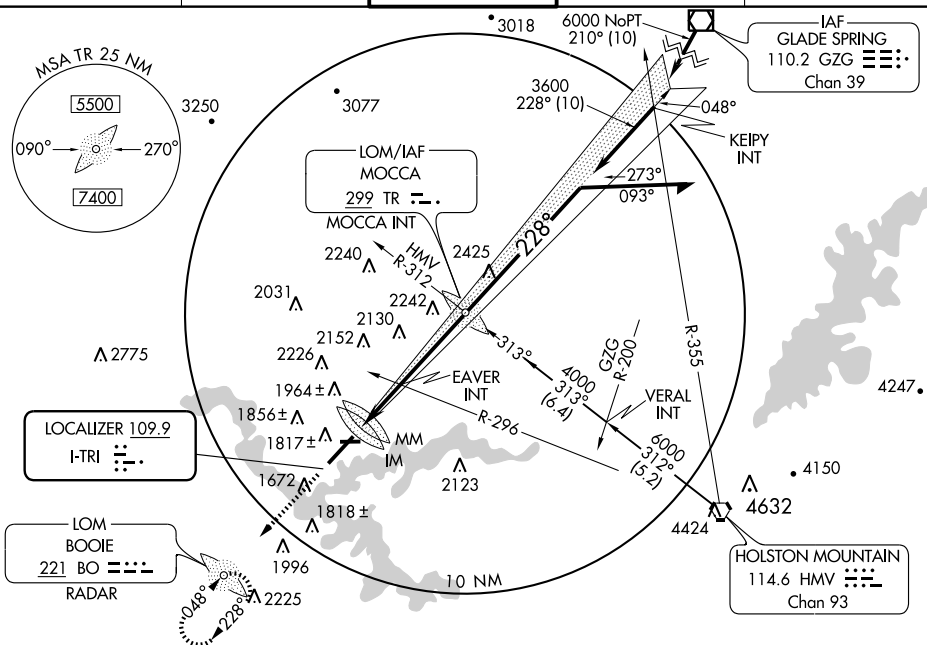 3018
6000 NoPT
210° (10)
IAF
GLADE SPRING
110.2 GZG
Chan 39
MSA TR 25 NM
5500
090°
270°
7400
3250
3077
3600
228° (10)
048°
KEIPY
INT
LOM/IAF
MOCCA
299 TR
MOCCA INT
273°
093°
228°
HMV
R-312
2425
2240
2242
2031
2130
2152
2226
2775
1964 ±
1856 ±
1817 ±
EAVER
INT
313°
4000
313°
(6.4)
GZG
R-200
VERAL
INT
R-355
R-296
6000
312°
(5.2)
4247
4150
4632
4424
LOCALIZER 109.9
I-TRI
MM
IM
1672
2123
1818 ±
1996
LOM
BOOIE
221 BO
RADAR
048°
228°
2225
10 NM
HOLSTON MOUNTAIN
114.6 HMV
Chan 93